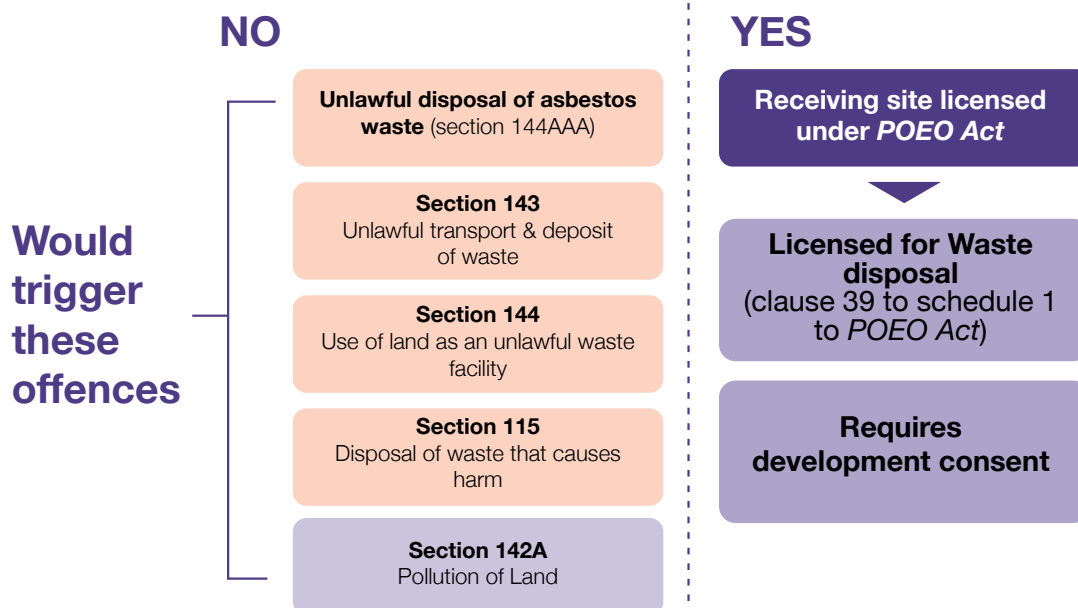 NO
Would
trigger
these
offences
Unlawful disposal of asbestos
waste (section 144AAA)
Section 143
Unlawful transport & deposit
of waste
Section 144
Use of land as an unlawful waste
facility
Section 115
Disposal of waste that causes
harm
Section 142A
Pollution of Land
YES
Receiving site licensed
under POEO Act
Licensed for Waste
disposal
(clause 39 to schedule 1
to POEO Act)
Requires
development consent